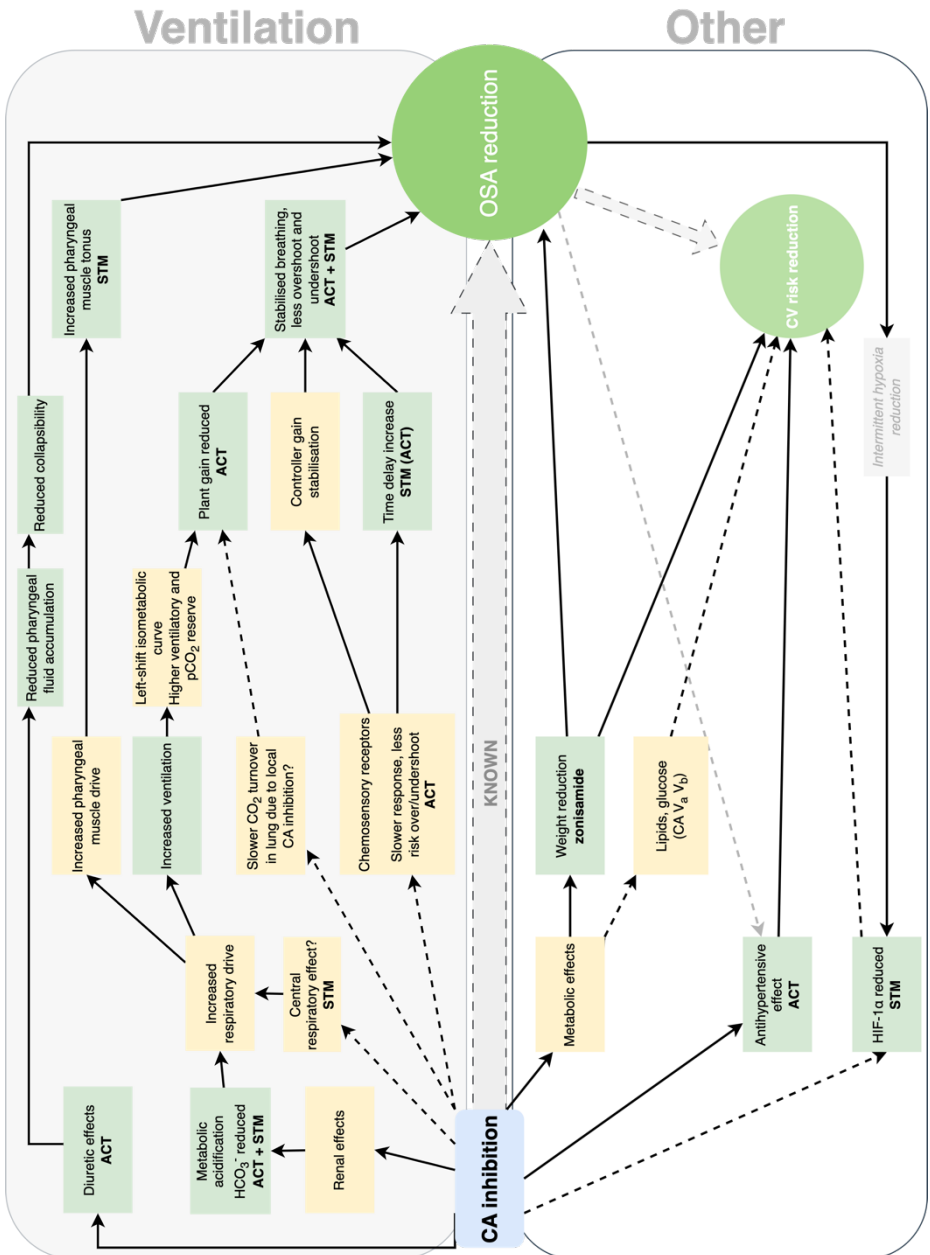 Ventilation
Other
Diuretic effects
ACT
Reduced pharyngeal
fluid accumulation
Reduced collapsibility
Increased pharyngeal
muscle drive
Increased pharyngeal
muscle tonus
STM
Metabolic
acidification
HCO₃⁻ reduced
ACT + STM
Increased
respiratory drive
Increased ventilation
Left-shift isometabolic
curve
Higher ventilatory and
pCO₂ reserve
Plant gain reduced
ACT
Stabilised breathing,
less overshoot and
undershoot
ACT + STM
Renal effects
Central
respiratory effect?
STM
Slower CO₂ turnover
in lung due to local
CA inhibition?
Controller gain
stabilisation
Chemosensory receptors
Slower response, less
risk over/undershoot
ACT
Time delay increase
STM (ACT)
CA inhibition
KNOWN
OSA reduction
Metabolic effects
Weight reduction
zonisamide
Lipids, glucose
(CA Vₐ V_b)
CV risk reduction
Antihypertensive
effect
ACT
HIF-1α reduced
STM
Intermittent hypoxia
reduction